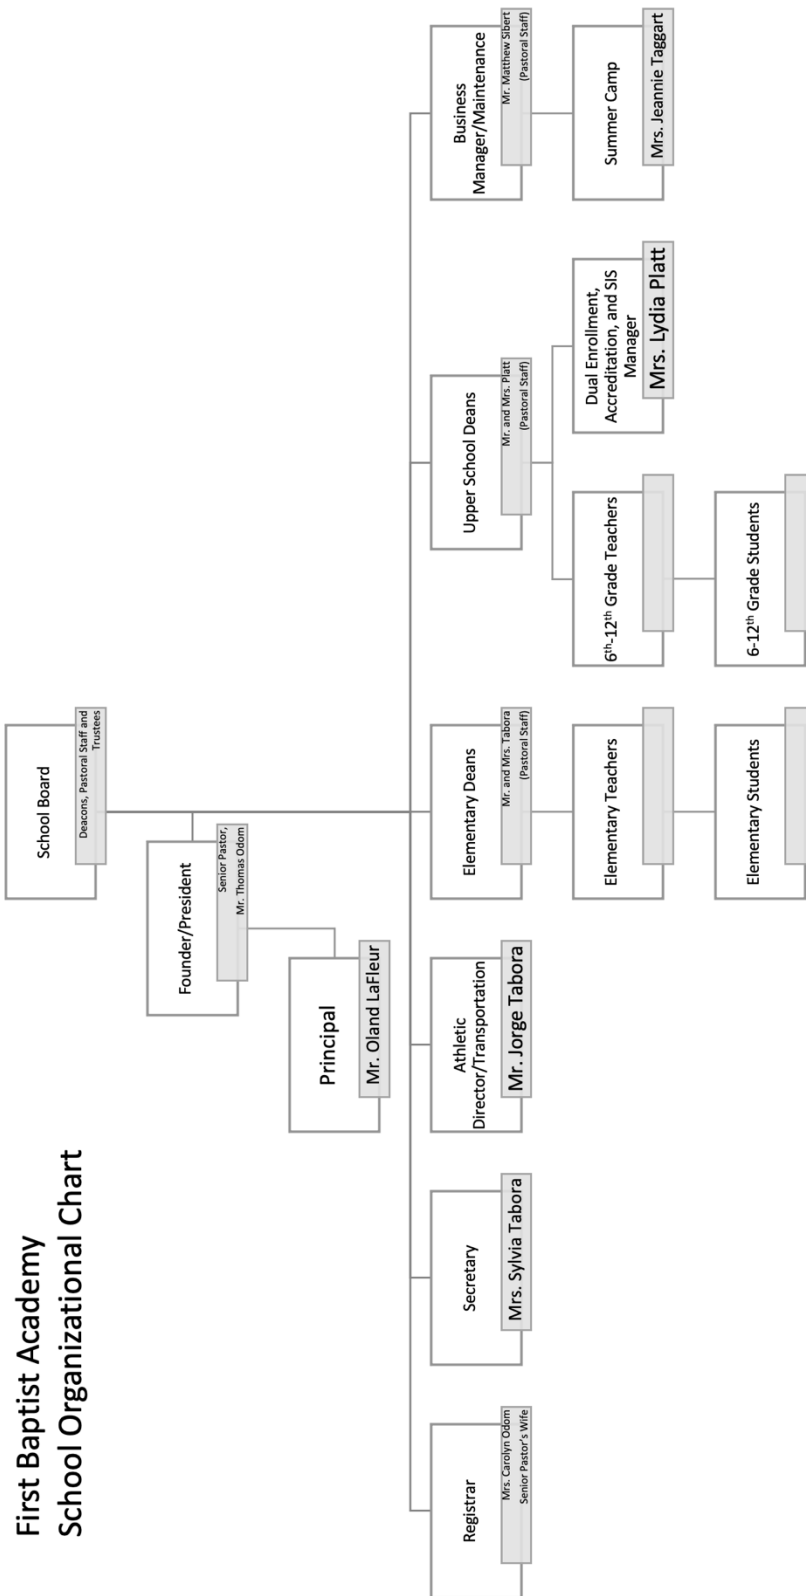 First Baptist Academy
School Organizational Chart
School Board
Deacons, Pastoral Staff and
Trustees
Founder/President
Senior Pastor,
Mr. Thomas Odom
Principal
Mr. Oland LaFleur
Registrar
Mrs. Carolyn Odom
Senior Pastor's Wife
Secretary
Mrs. Sylvia Tabora
Athletic
Director/Transportation
Mr. Jorge Tabora
Elementary Deans
Mr. and Mrs. Tabora
(Pastoral Staff)
Elementary Teachers
Elementary Students
Upper School Deans
Mr. and Mrs. Platt
(Pastoral Staff)
6th-12th Grade Teachers
6-12th Grade Students
Dual Enrollment,
Accreditation, and SIS
Manager
Mrs. Lydia Platt
Business
Manager/Maintenance
Mr. Matthew Sibert
(Pastoral Staff)
Summer Camp
Mrs. Jeannie Taggart